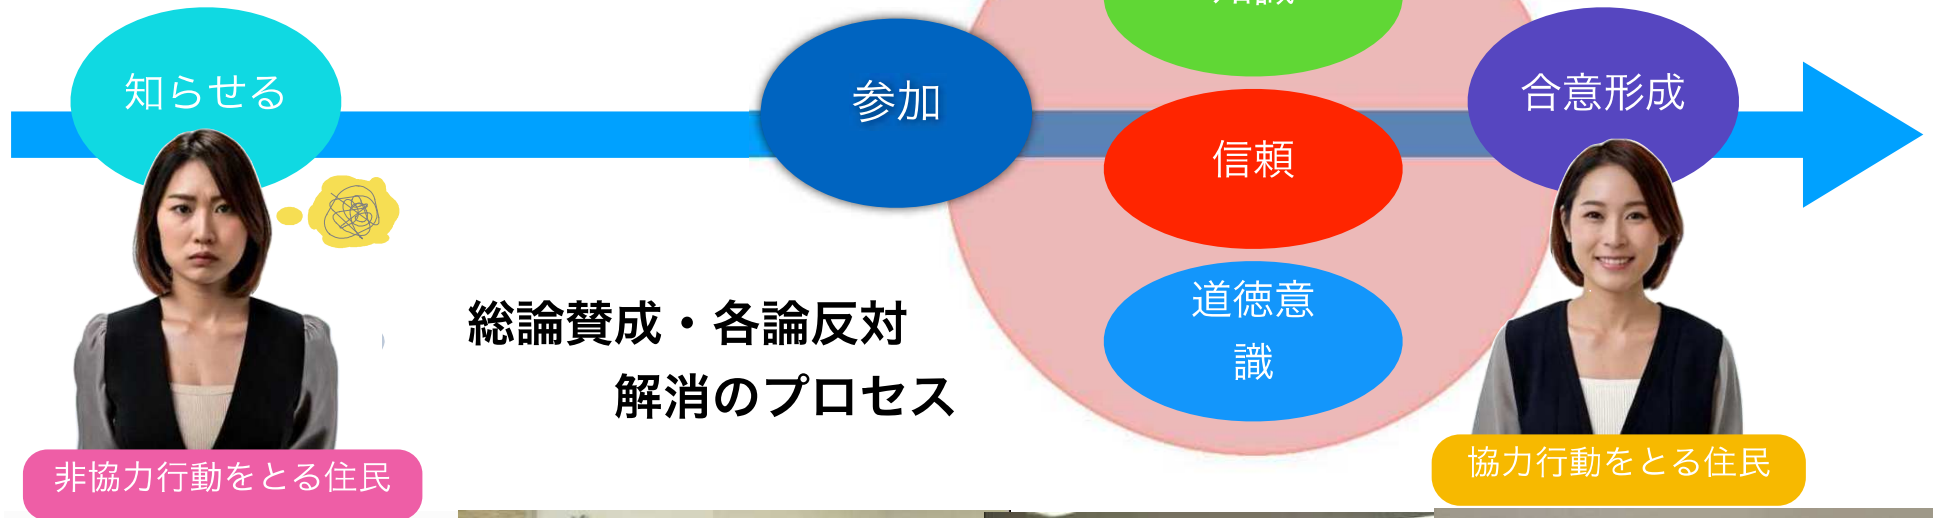 知らせる
参加
信頼
合意形成
道徳意
識
総論賛成・各論反対
解消のプロセス
非協力行動をとる住民
協力行動をとる住民